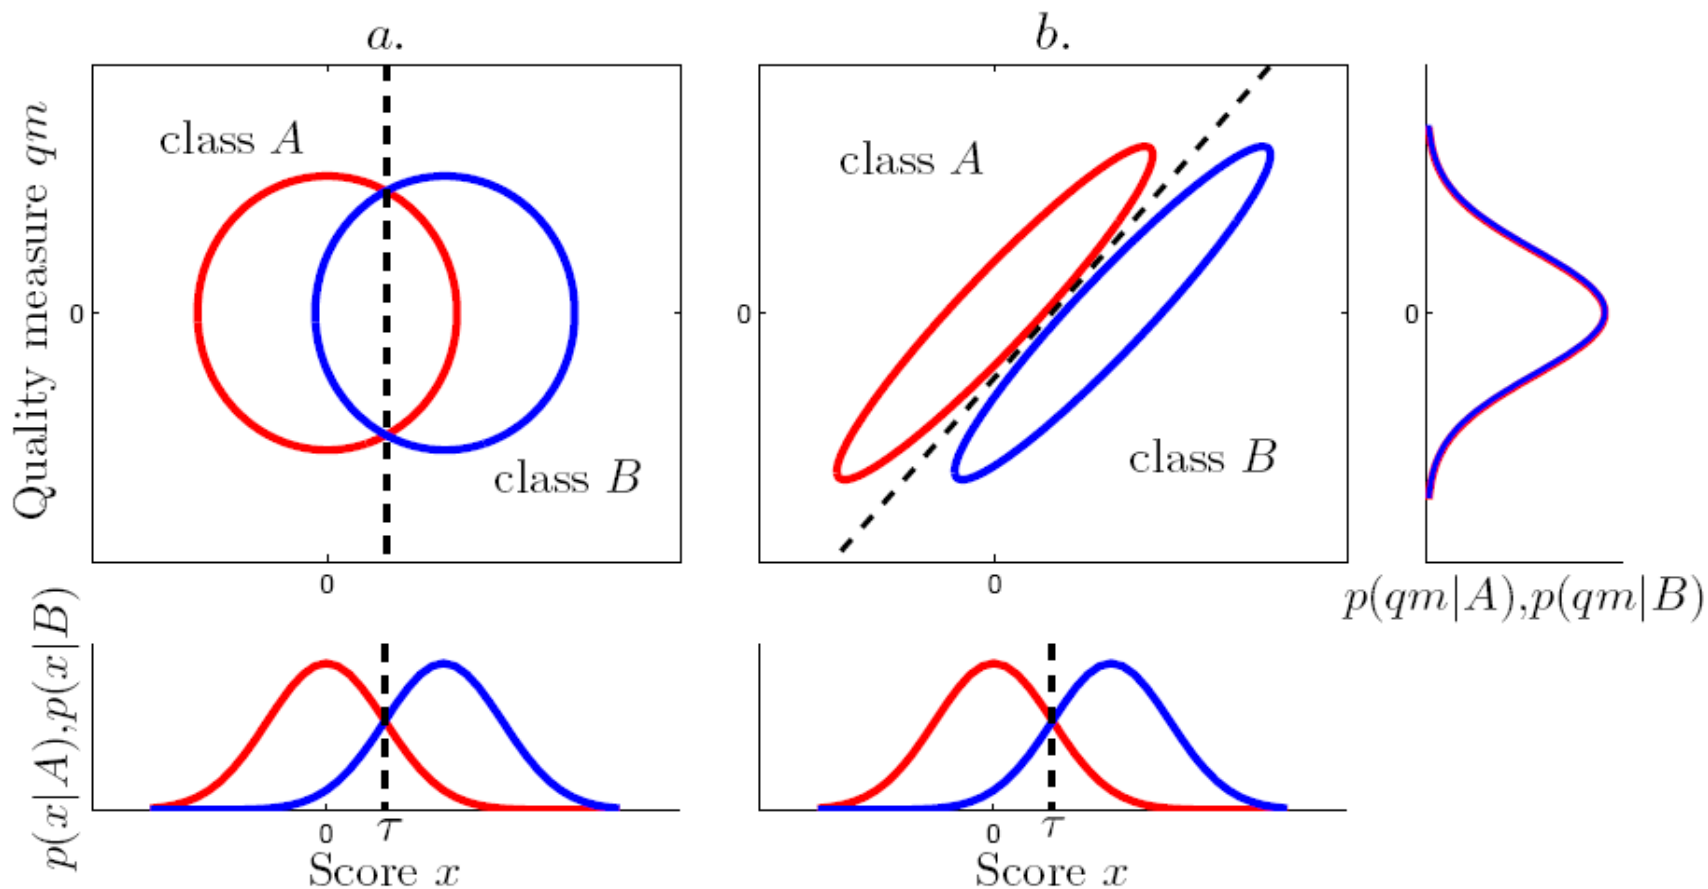 a.
b.
Quality measure qm
class A
class B
0
0
class A
class B
0
0
0
p(qm|A),p(qm|B)
p(x|A),p(x|B)
0
τ
Score x
0
τ
Score x